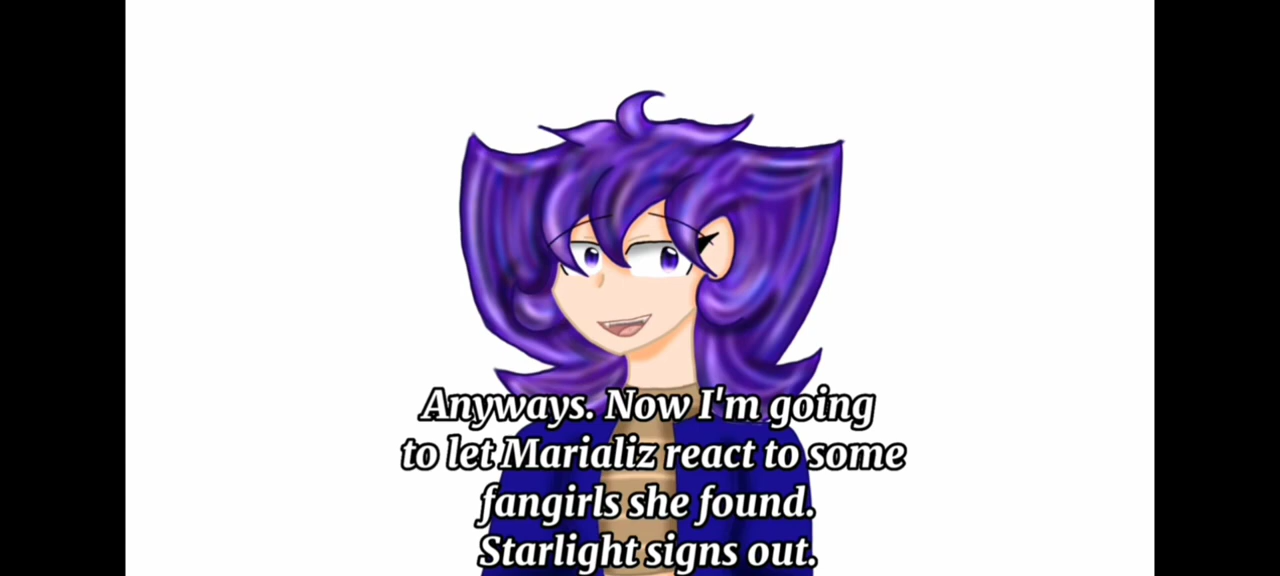 Anyways. Now I'm going
to let Marializ react to some
fangirls she found.
Starlight signs out.